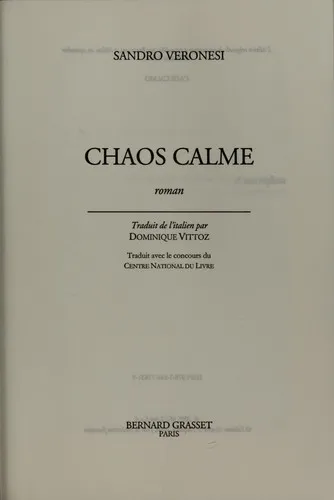 SANDRO VERONESI
CHAOS CALME
roman
Traduit de l'italien par
DOMINIQUE VITTOZ
Traduit avec le concours du
CENTRE NATIONAL DU LIVRE
BERNARD GRASSET
PARIS